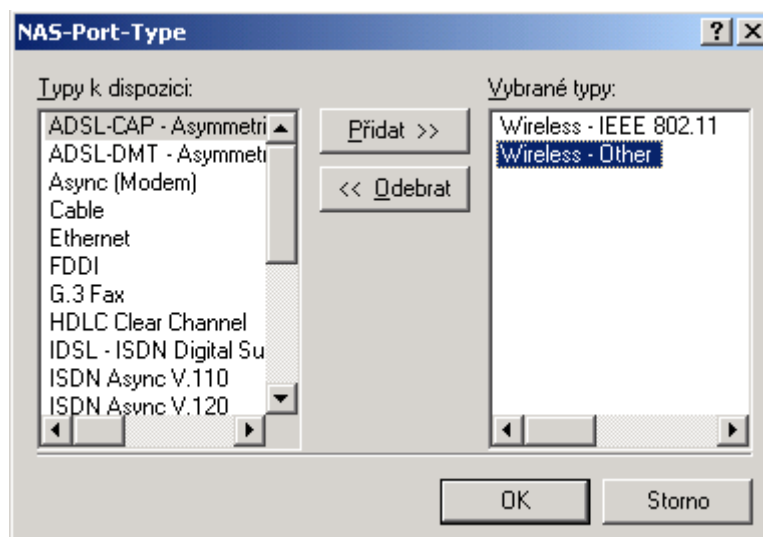 NAS-Port-Type
Typy k dispozici:
ADSL-CAP - Asymmetri
ADSL-DMT - Asymmetr
Async (Modem)
Cable
Ethernet
FDDI
G.3 Fax
HDLC Clear Channel
IDSL - ISDN Digital Su
ISDN Async V.110
ISDN Async V.120
Přidat >>
<< Odebrat
Vybrané typy:
Wireless - IEEE 802.11
Wireless - Other
OK
Storno